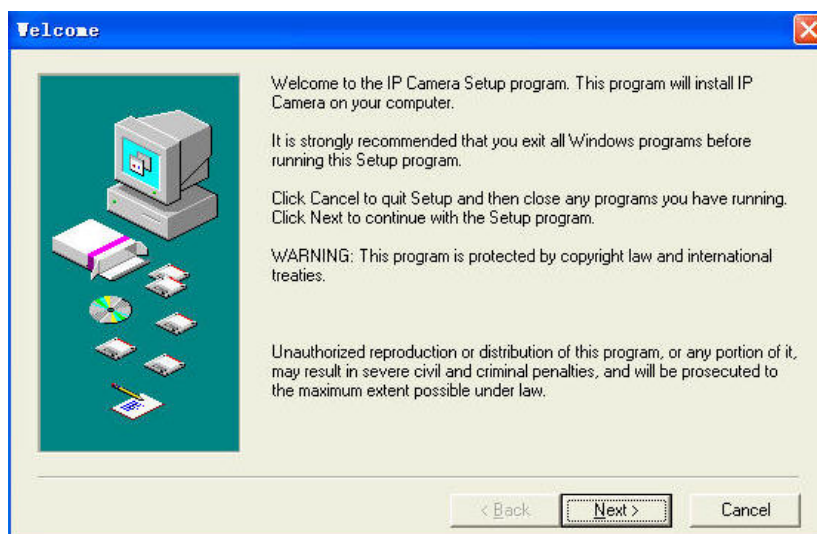 Welcome
Welcome to the IP Camera Setup program. This program will install IP
Camera on your computer.
It is strongly recommended that you exit all Windows programs before
running this Setup program.
Click Cancel to quit Setup and then close any programs you have running.
Click Next to continue with the Setup program.
WARNING: This program is protected by copyright law and international
treaties.
Unauthorized reproduction or distribution of this program, or any portion of it,
may result in severe civil and criminal penalties, and will be prosecuted to
the maximum extent possible under law.
< Back Next > Cancel